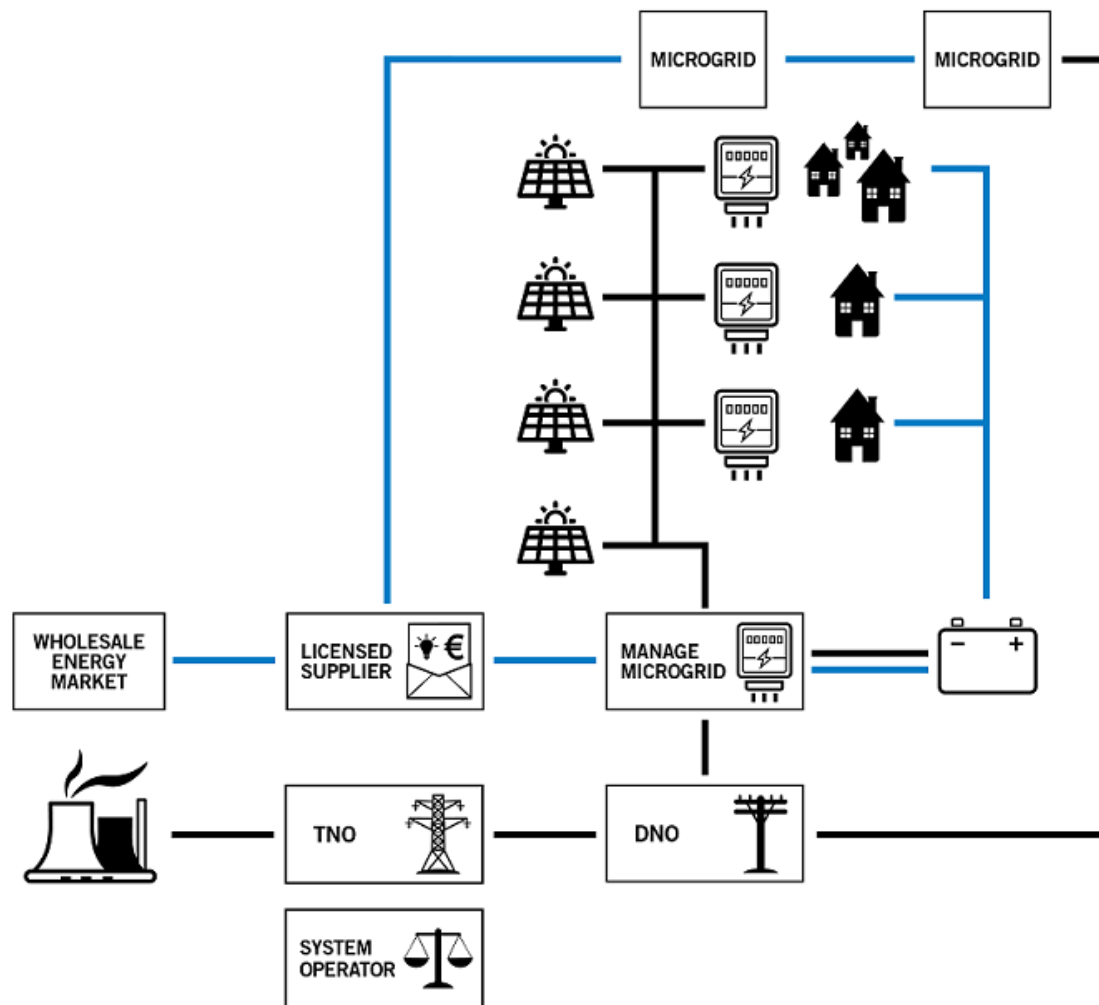 MICROGRID
MICROGRID
WHOLESALE
ENERGY
MARKET
LICENSED
SUPPLIER
€
MANAGE
MICROGRID
- +
TNO
DNO
SYSTEM
OPERATOR